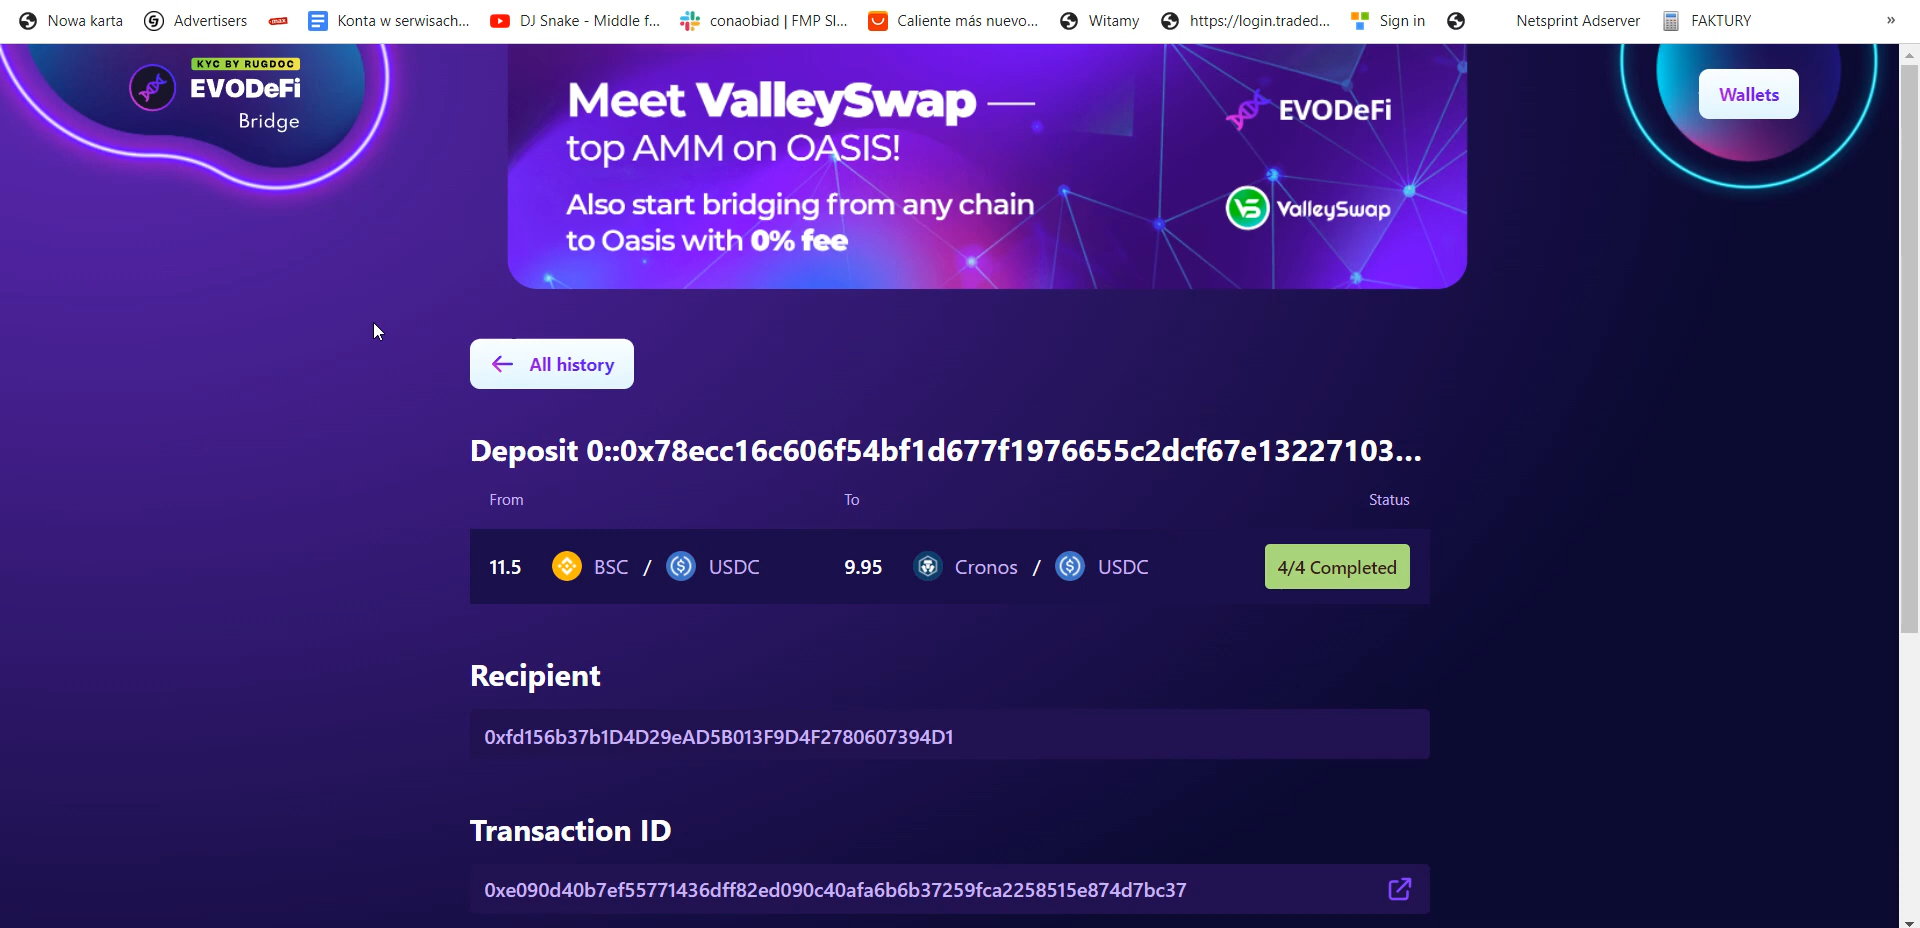 Nowa karta Advertisers max Konta w serwisach... DJ Snake - Middle f... conaobiad | FMP Sl... Caliente más nuevo... Witamy https://login.traded... Sign in Netsprint Adserver FAKTURY »
KYC BY RUGDOC
EVODeFi
Bridge
Meet ValleySwap —
top AMM on OASIS!
Also start bridging from any chain
to Oasis with 0% fee
EVODeFi
ValleySwap
Wallets
All history
Deposit 0::0x78ecc16c606f54bf1d677f1976655c2dcf67e13227103...
From To Status
11.5 BSC / USDC 9.95 Cronos / USDC 4/4 Completed
Recipient
0xfd156b37b1D4D29eAD5B013F9D4F2780607394D1
Transaction ID
0xe090d40b7ef55771436dff82ed090c40afa6b6b37259fca2258515e874d7bc37